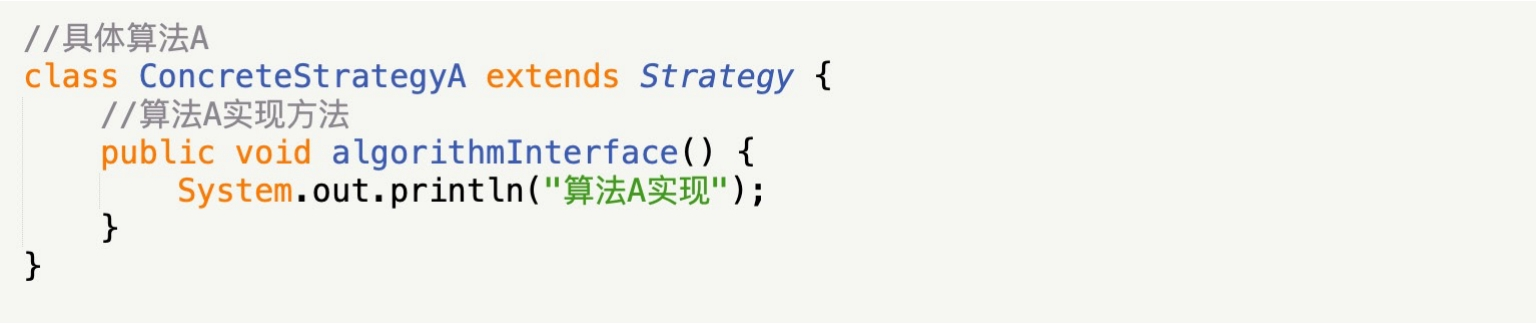 //具体算法A
class ConcreteStrategyA extends Strategy {
    //算法A实现方法
    public void algorithmInterface() {
        System.out.println("算法A实现");
    }
}